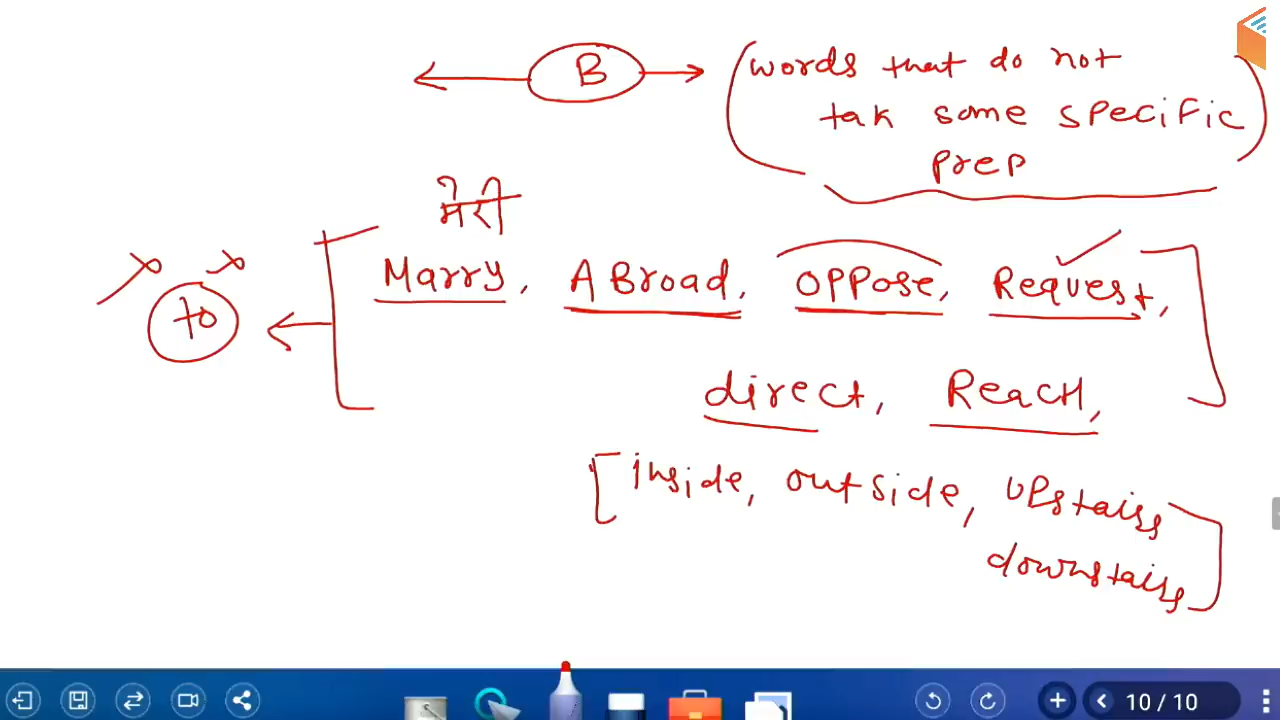 B
words that do not
tak some specific
prep
मैरी
Marry, ABroad, OPPose, Request,
to
direct, ReacH,
inside, outside, UPstairs
downstairs
10 / 10